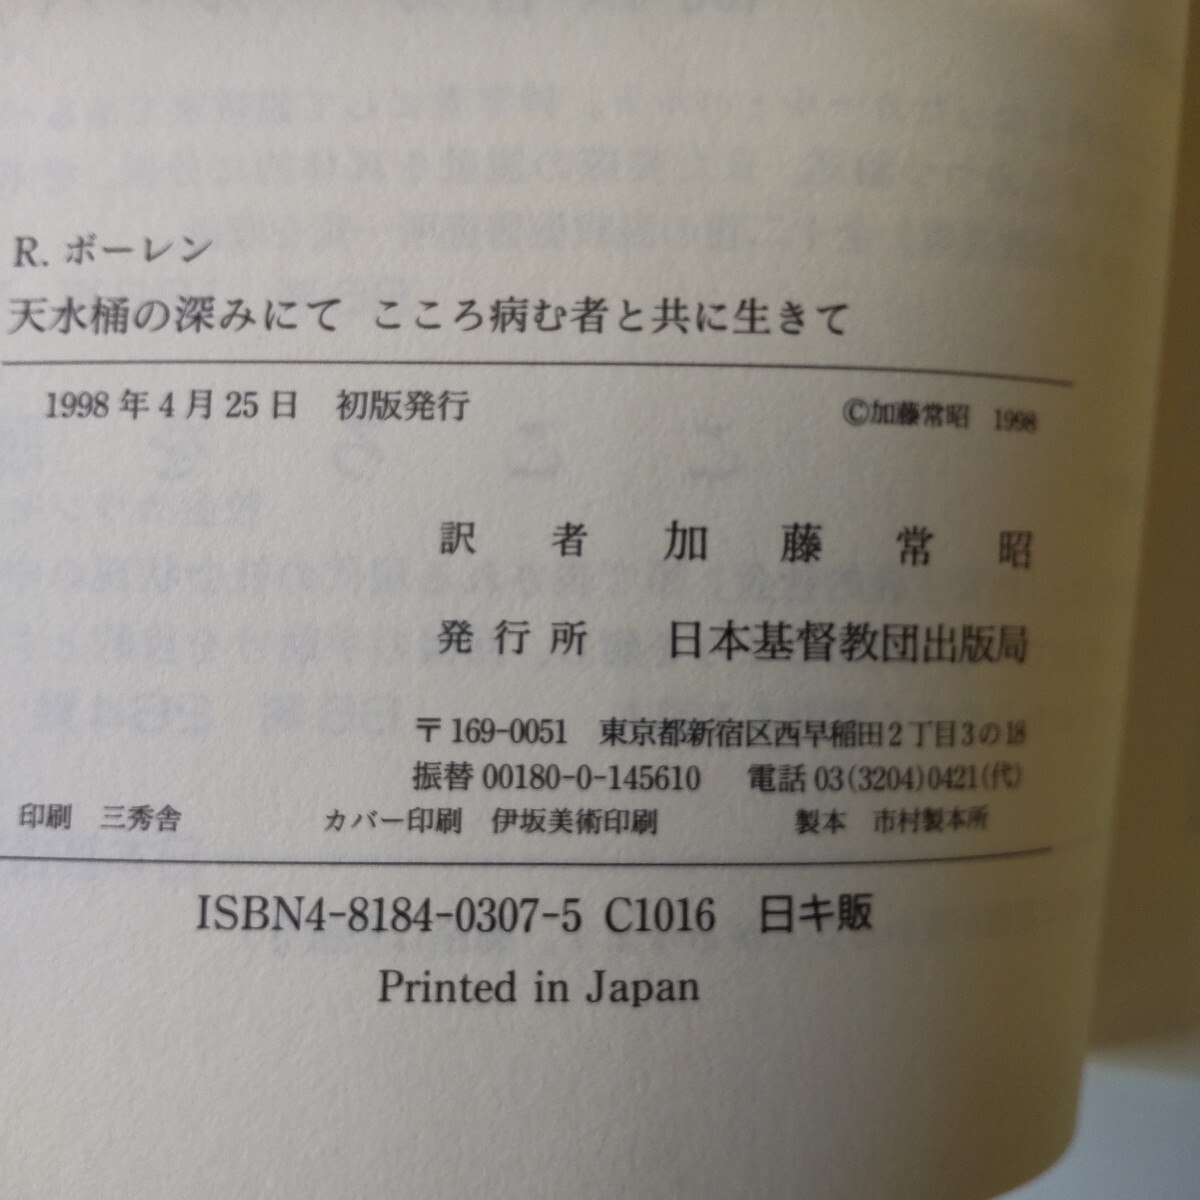 R. ボーレン
天水桶の深みにて こころ病む者と共に生きて
1998年4月25日 初版発行 ©加藤常昭 1998
訳者 加藤常昭
発行所 日本基督教団出版局
〒169-0051 東京都新宿区西早稲田2丁目3の18
振替 00180-0-145610 電話 03(3204)0421(代)
印刷 三秀舎 カバー印刷 伊坂美術印刷 製本 市村製本所
ISBN4-8184-0307-5 C1016 日キ販
Printed in Japan